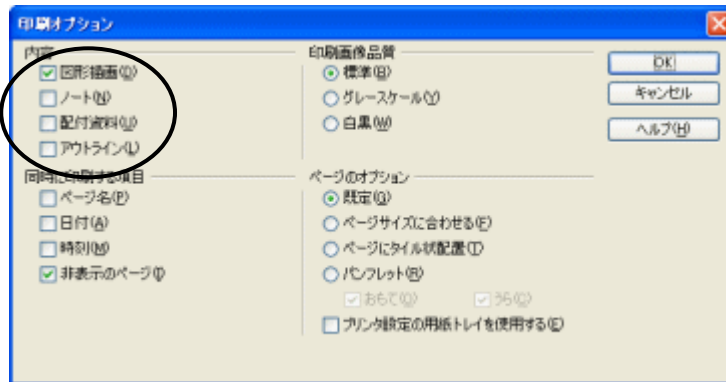 印刷オプション
内容
図形描画(D)
ノート(N)
配付資料(U)
アウトライン(L)
同時に印刷する項目
ページ名(P)
日付(A)
時刻(M)
非表示のページ(I)
印刷画像品質
標準(B)
グレースケール(Y)
白黒(W)
ページのオプション
既定(G)
ページサイズに合わせる(F)
ページにタイル状配置(T)
パンフレット(R)
おもて(Q)
うら(C)
プリンタ設定の用紙トレイを使用する(E)
OK
キャンセル
ヘルプ(H)